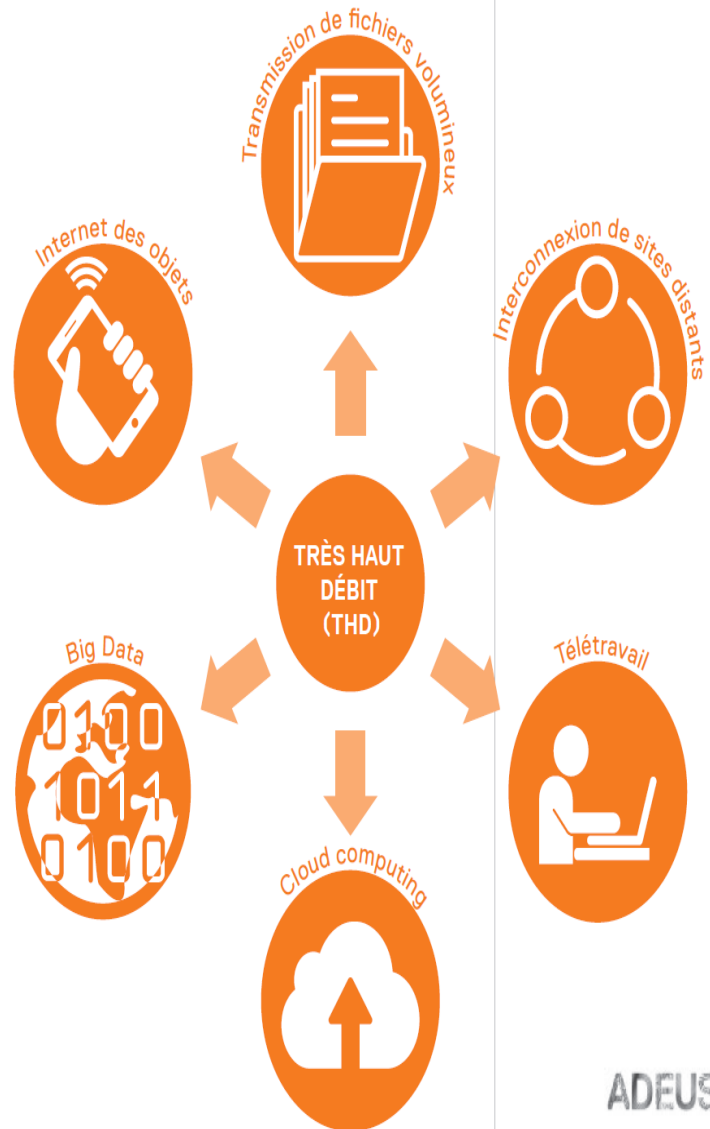 Transmission de fichiers volumineux
Internet des objets
Interconnexion de sites distants
TRÈS HAUT
DÉBIT
(THD)
Big Data
0100
1011
0100
Télétravail
Cloud computing
ADEUS